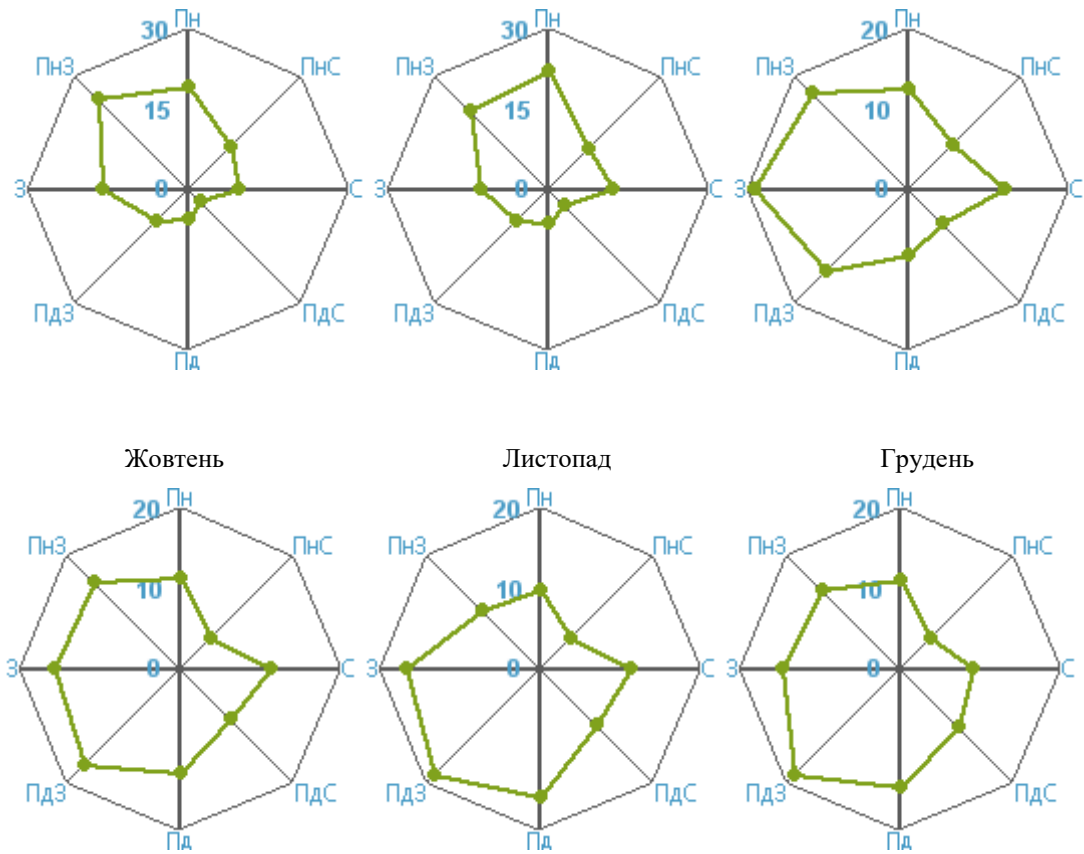 Пн Пн Пн
30 30 20
ПнЗ ПнС ПнЗ ПнС ПнЗ ПнС
15 15 10
З 0 С З 0 С З 0 С
ПдЗ ПдС ПдЗ ПдС ПдЗ ПдС
Пд Пд Пд
Жовтень Листопад Грудень
Пн Пн Пн
20 20 20
ПнЗ ПнС ПнЗ ПнС ПнЗ ПнС
10 10 10
З 0 С З 0 С З 0 С
ПдЗ ПдС ПдЗ ПдС ПдЗ ПдС
Пд Пд Пд